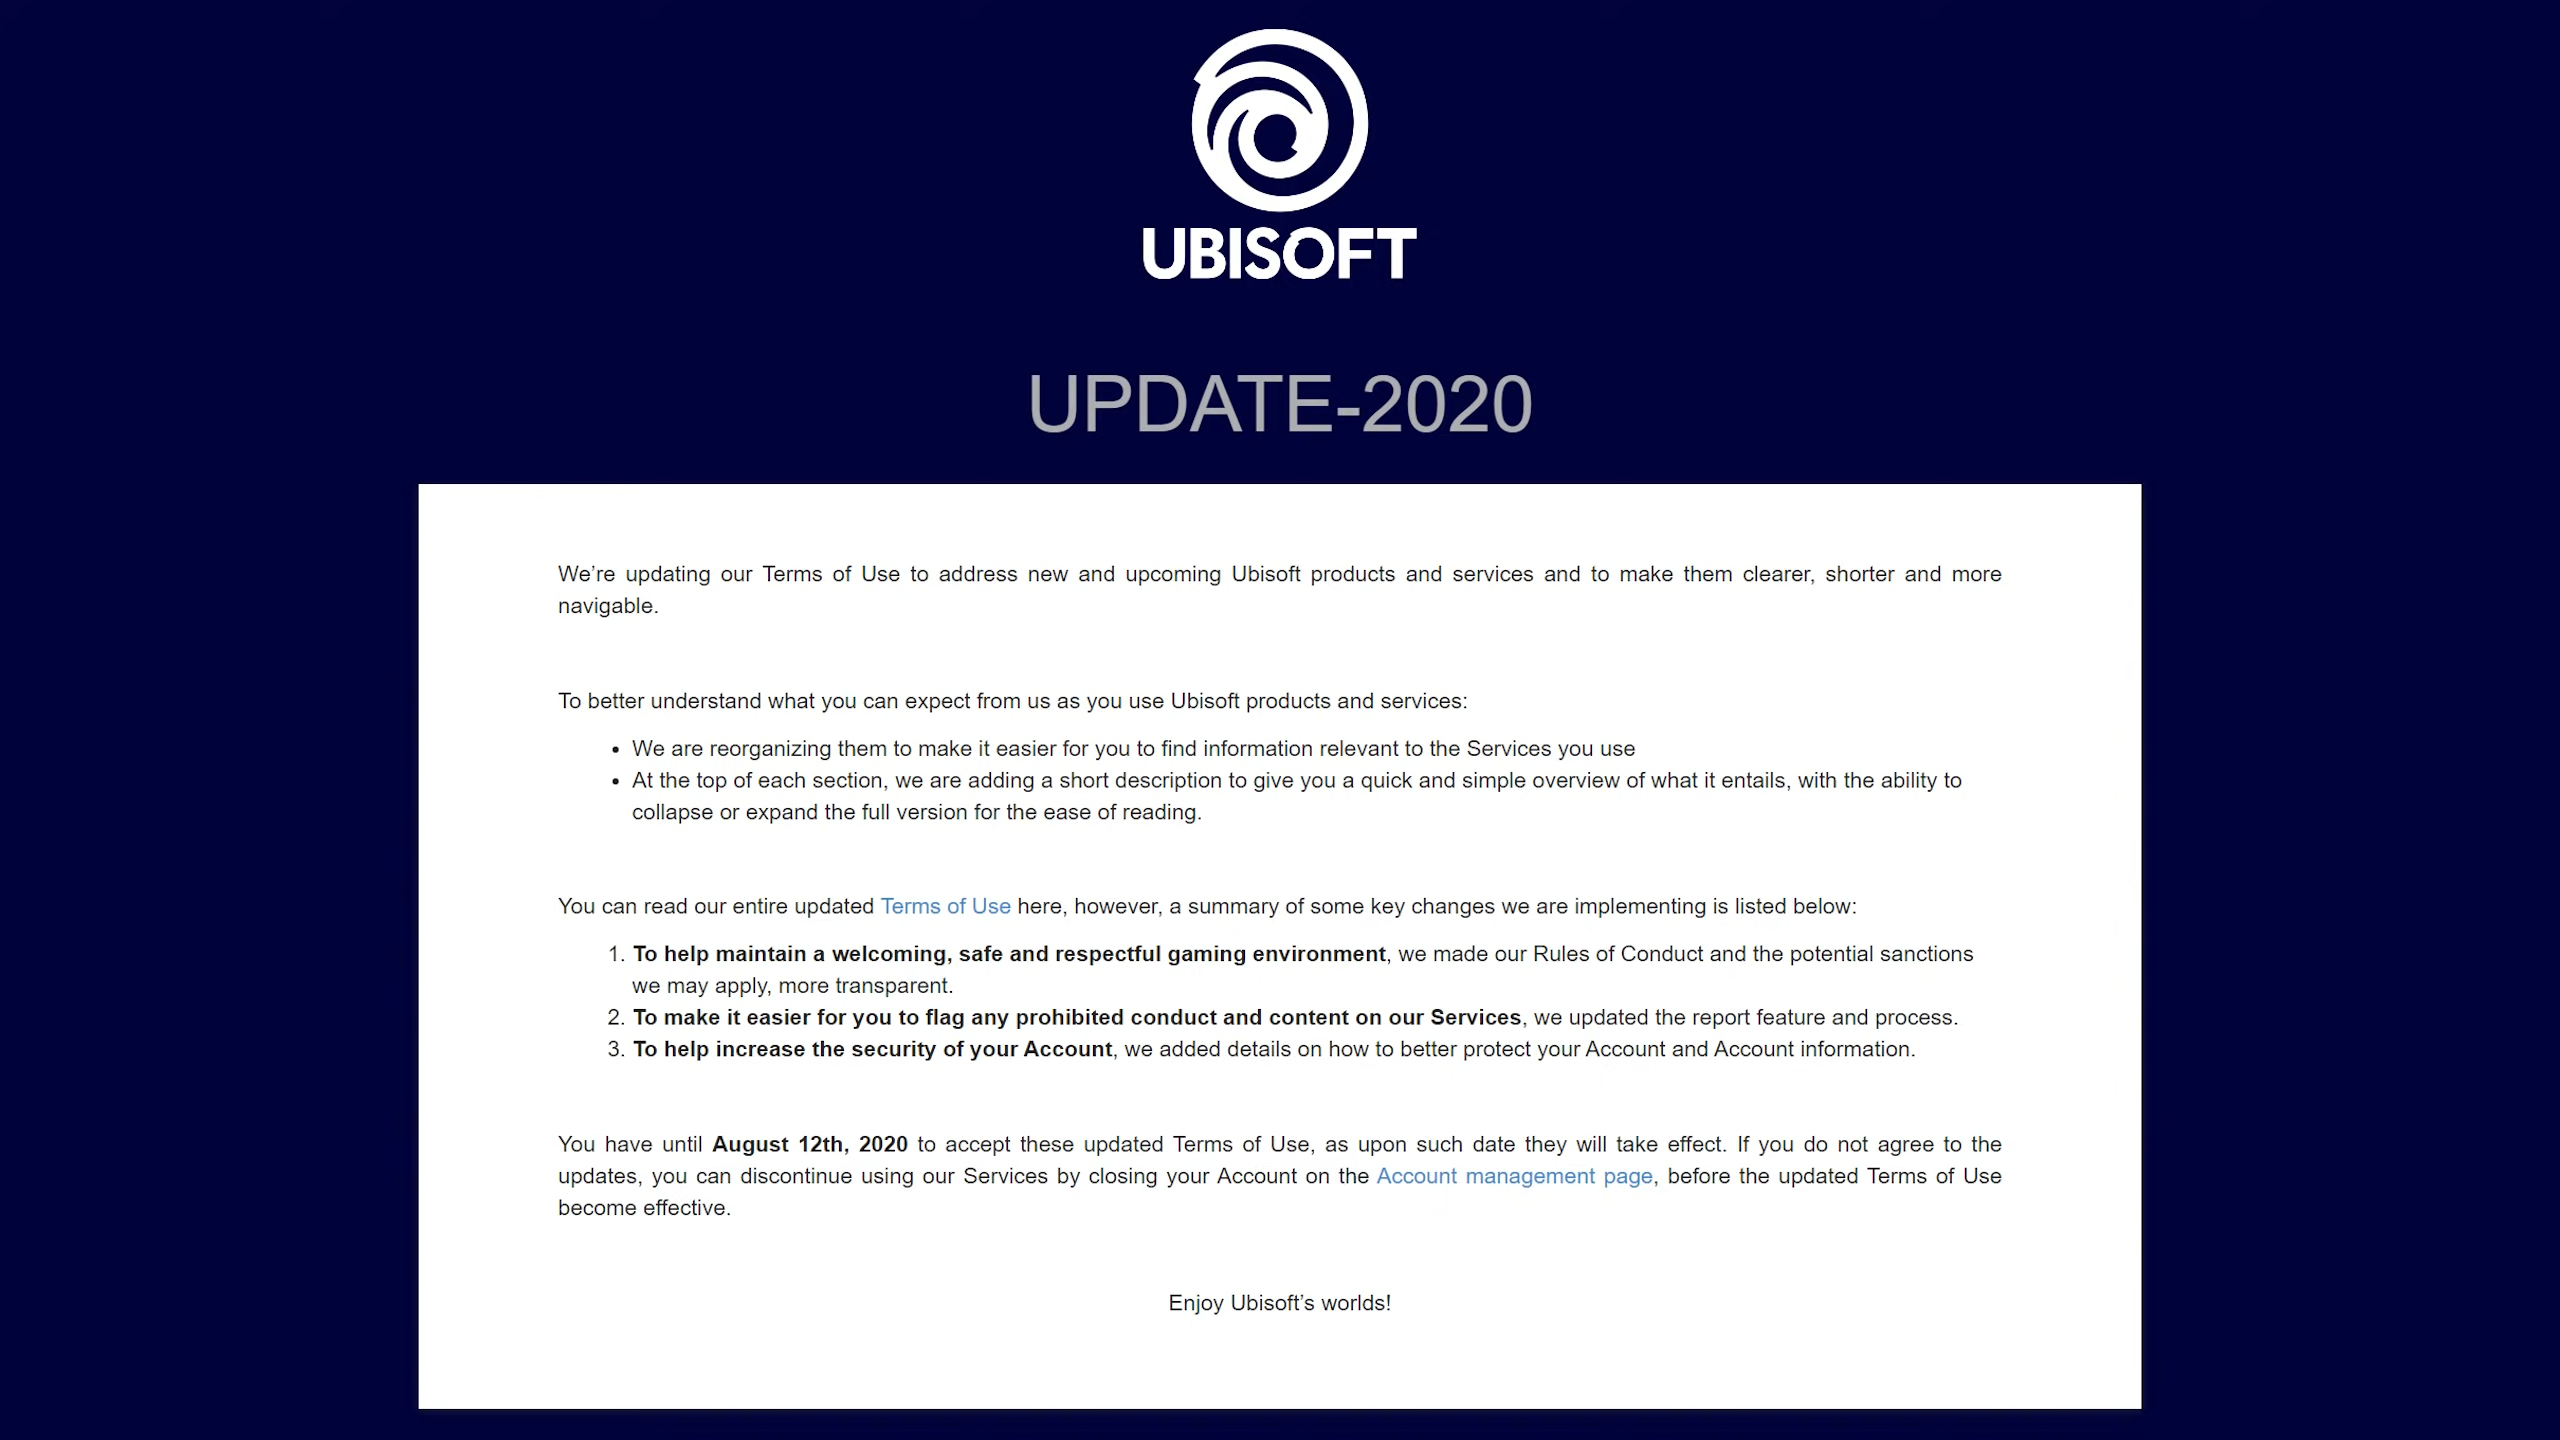 UBISOFT
UPDATE-2020
We’re updating our Terms of Use to address new and upcoming Ubisoft products and services and to make them clearer, shorter and more
navigable.
To better understand what you can expect from us as you use Ubisoft products and services:
• We are reorganizing them to make it easier for you to find information relevant to the Services you use
• At the top of each section, we are adding a short description to give you a quick and simple overview of what it entails, with the ability to
collapse or expand the full version for the ease of reading.
You can read our entire updated Terms of Use here, however, a summary of some key changes we are implementing is listed below:
1. To help maintain a welcoming, safe and respectful gaming environment, we made our Rules of Conduct and the potential sanctions
we may apply, more transparent.
2. To make it easier for you to flag any prohibited conduct and content on our Services, we updated the report feature and process.
3. To help increase the security of your Account, we added details on how to better protect your Account and Account information.
You have until August 12th, 2020 to accept these updated Terms of Use, as upon such date they will take effect. If you do not agree to the
updates, you can discontinue using our Services by closing your Account on the Account management page, before the updated Terms of Use
become effective.
Enjoy Ubisoft’s worlds!